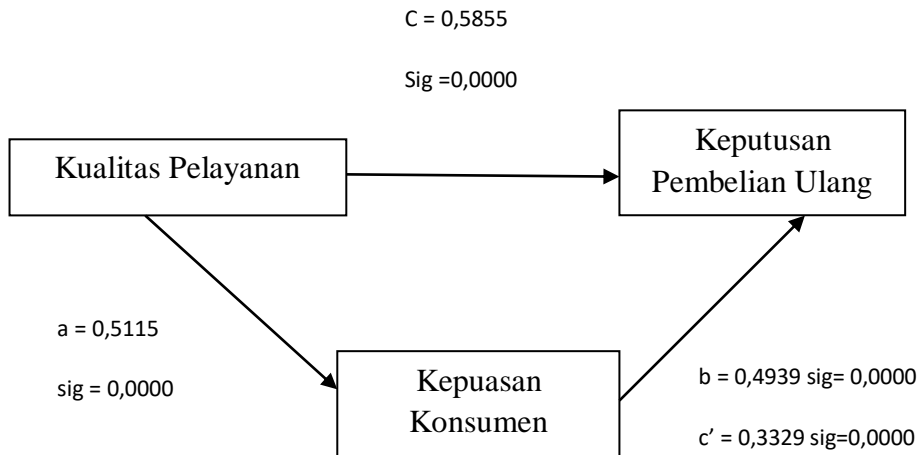 C = 0,5855
Sig =0,0000
Kualitas Pelayanan
Keputusan
Pembelian Ulang
a = 0,5115
sig = 0,0000
Kepuasan
Konsumen
b = 0,4939 sig= 0,0000
c’ = 0,3329 sig=0,0000